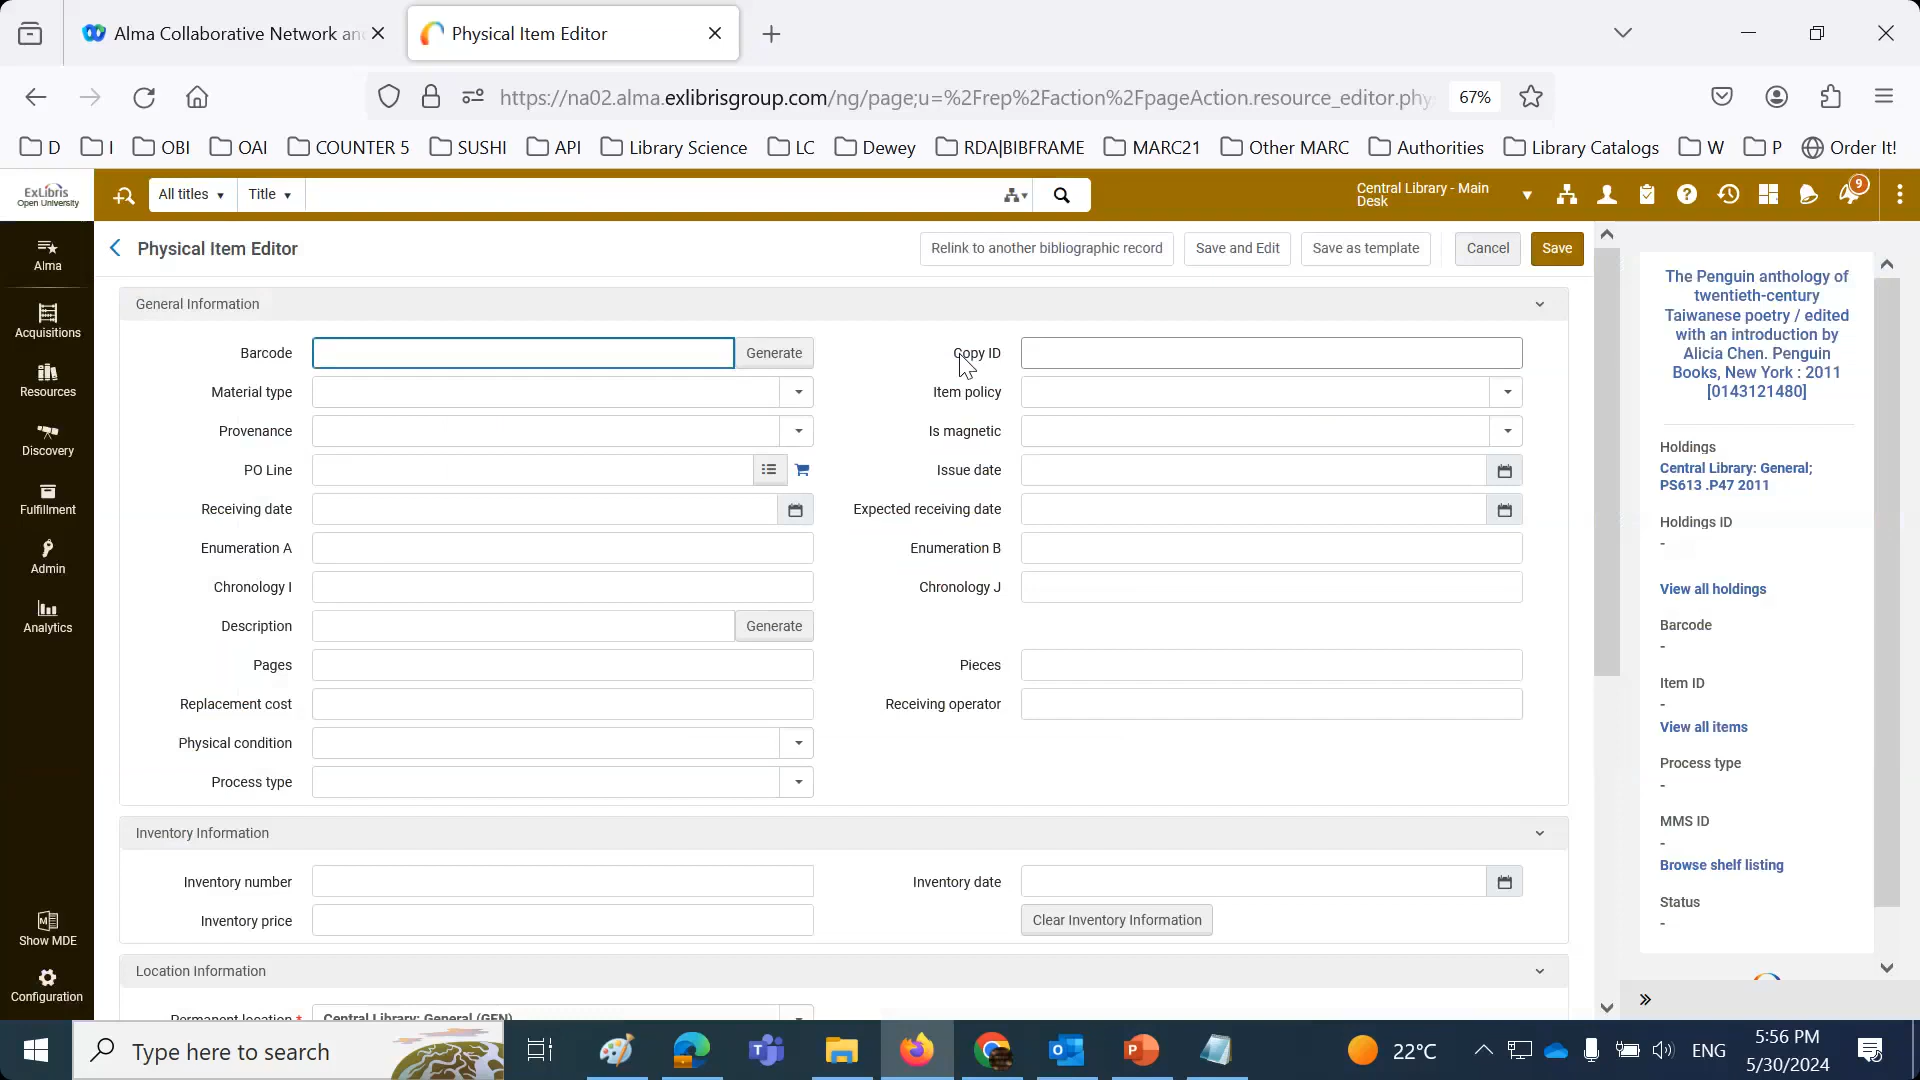 Alma Collaborative Network an
Physical Item Editor
https://na02.alma.exlibrisgroup.com/ng/page;u=%2Frep%2Faction%2FpageAction.resource_editor.phy
67%
D
I
OBI
OAI
COUNTER 5
SUSHI
API
Library Science
LC
Dewey
RDA|BIBFRAME
MARC21
Other MARC
Authorities
Library Catalogs
W
P
Order It!
ExLibris
Open University
All titles
Title
Central Library - Main
Desk
9
Alma
Acquisitions
Resources
Discovery
Fulfillment
Admin
Analytics
Show MDE
Configuration
Physical Item Editor
Relink to another bibliographic record
Save and Edit
Save as template
Cancel
Save
General Information
Barcode
Generate
Copy ID
Material type
Item policy
Provenance
Is magnetic
PO Line
Issue date
Receiving date
Expected receiving date
Enumeration A
Enumeration B
Chronology I
Chronology J
Description
Generate
Pages
Pieces
Replacement cost
Receiving operator
Physical condition
Process type
Inventory Information
Inventory number
Inventory date
Inventory price
Clear Inventory Information
Location Information
Permanent location *
Central Library: General (GEN)
The Penguin anthology of
twentieth-century
Taiwanese poetry / edited
with an introduction by
Alicia Chen. Penguin
Books, New York : 2011
[0143121480]
Holdings
Central Library: General;
PS613 .P47 2011
Holdings ID
-
View all holdings
Barcode
-
Item ID
-
View all items
Process type
-
MMS ID
-
Browse shelf listing
Status
-
Type here to search
22°C
ENG
5:56 PM
5/30/2024